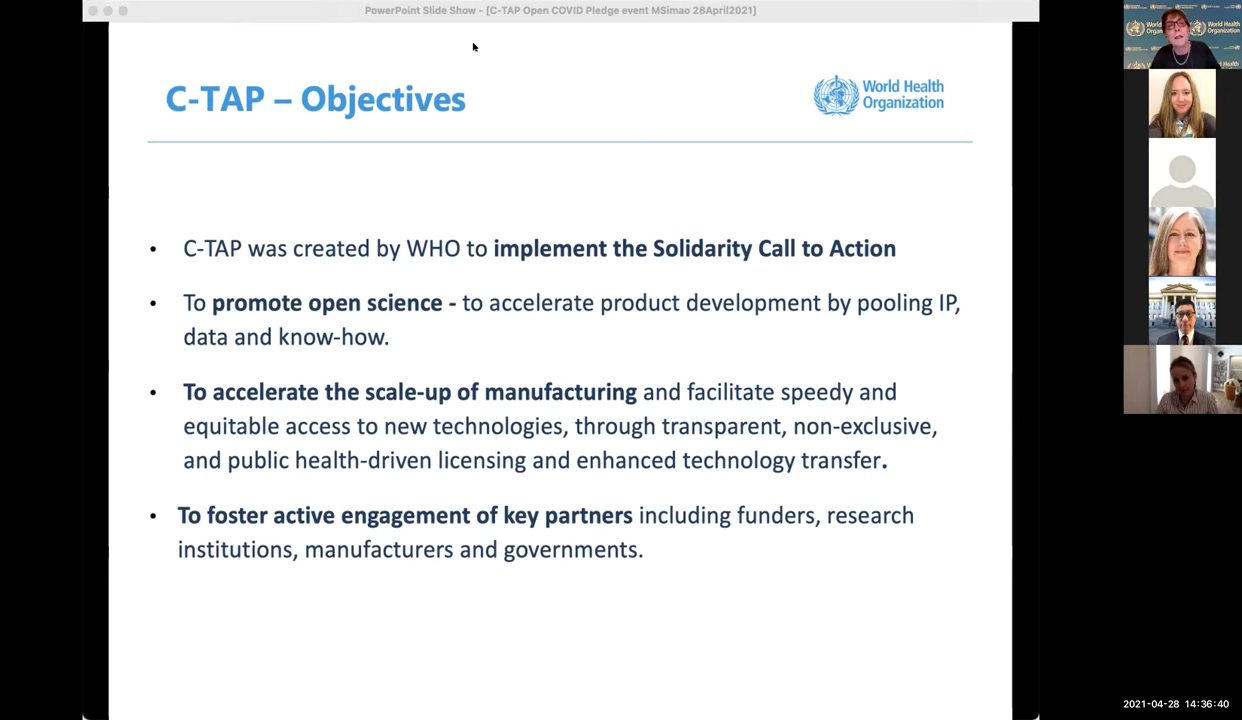 PowerPoint Slide Show - [C-TAP Open COVID Pledge event MSimao 28April2021]
C-TAP – Objectives
World Health
Organization
• C-TAP was created by WHO to implement the Solidarity Call to Action
• To promote open science - to accelerate product development by pooling IP,
data and know-how.
• To accelerate the scale-up of manufacturing and facilitate speedy and
equitable access to new technologies, through transparent, non-exclusive,
and public health-driven licensing and enhanced technology transfer.
• To foster active engagement of key partners including funders, research
institutions, manufacturers and governments.
World Health
Organization
2021-04-28 14:36:40